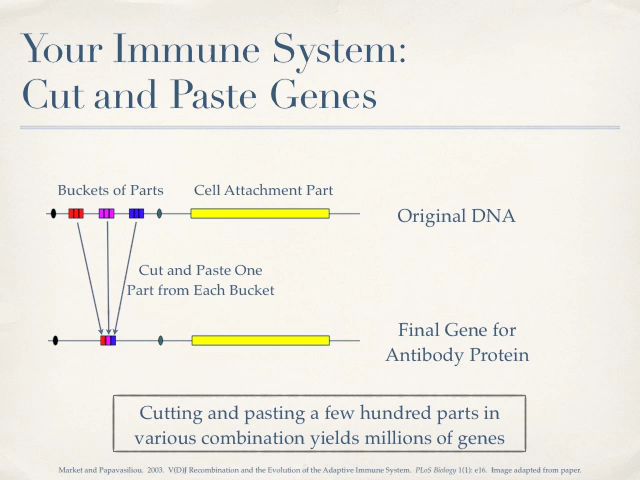 Your Immune System:
Cut and Paste Genes
Buckets of Parts
Cell Attachment Part
Original DNA
Cut and Paste One
Part from Each Bucket
Final Gene for
Antibody Protein
Cutting and pasting a few hundred parts in
various combination yields millions of genes
Market and Papavasiliou. 2003. V(D)J Recombination and the Evolution of the Adaptive Immune System. PLoS Biology 1(1): e16. Image adapted from paper.